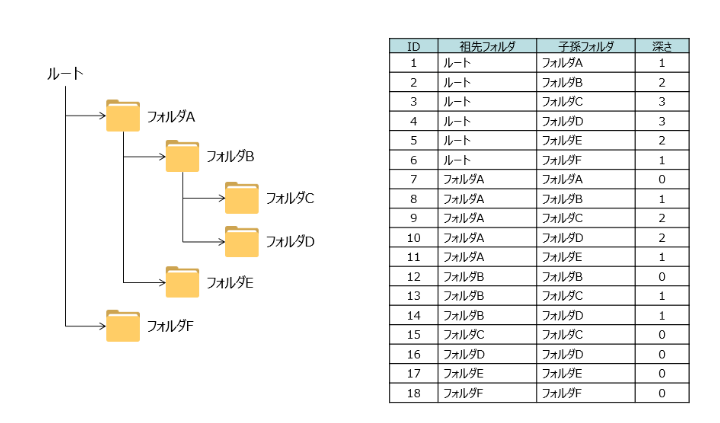 ルート
フォルダA
フォルダB
フォルダC
フォルダD
フォルダE
フォルダF
ID 祖先フォルダ 子孫フォルダ 深さ
1 ルート フォルダA 1
2 ルート フォルダB 2
3 ルート フォルダC 3
4 ルート フォルダD 3
5 ルート フォルダE 2
6 ルート フォルダF 1
7 フォルダA フォルダA 0
8 フォルダA フォルダB 1
9 フォルダA フォルダC 2
10 フォルダA フォルダD 2
11 フォルダA フォルダE 1
12 フォルダB フォルダB 0
13 フォルダB フォルダC 1
14 フォルダB フォルダD 1
15 フォルダC フォルダC 0
16 フォルダD フォルダD 0
17 フォルダE フォルダE 0
18 フォルダF フォルダF 0